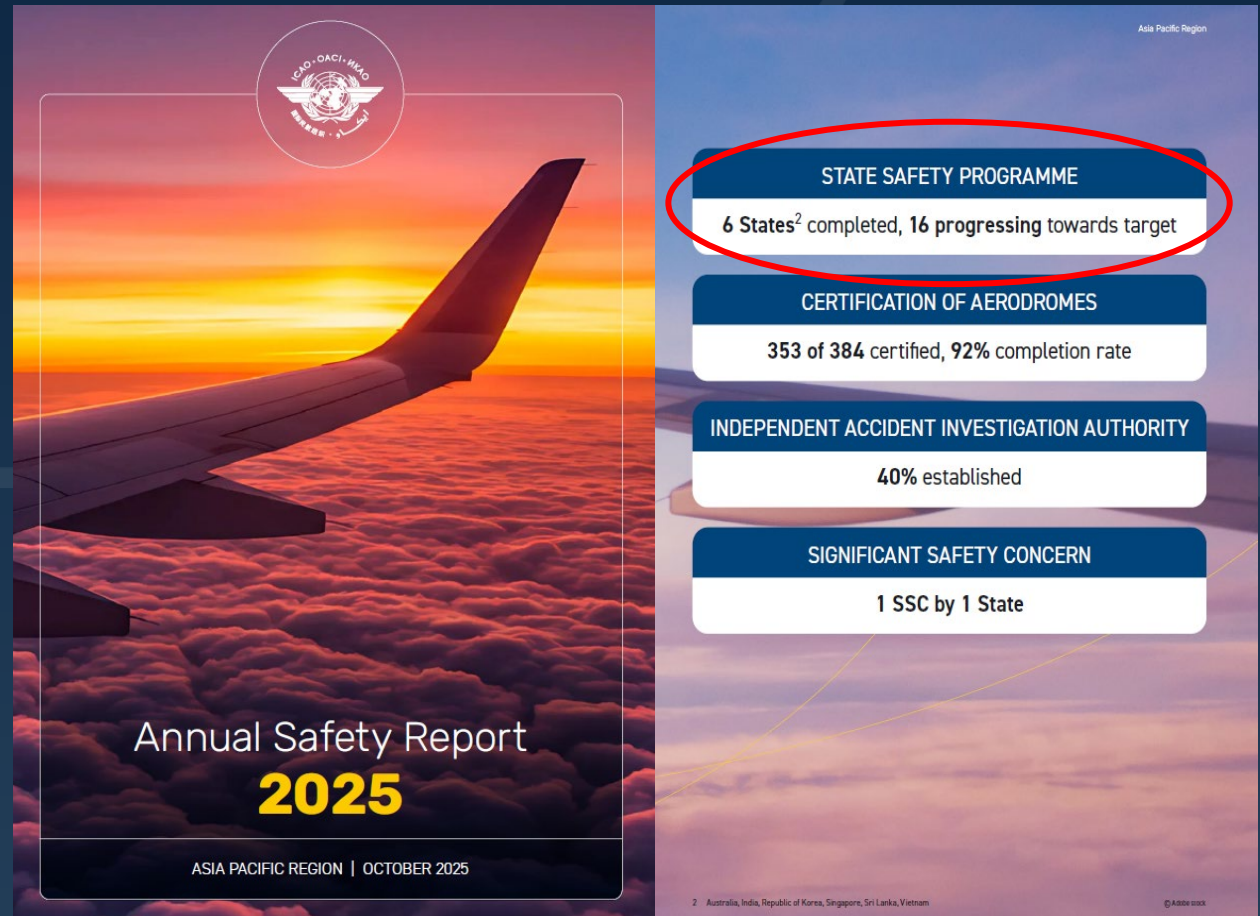 ICAO · OACI · ИКАО
Annual Safety Report
2025
ASIA PACIFIC REGION | OCTOBER 2025
Asia Pacific Region
STATE SAFETY PROGRAMME
6 States² completed, 16 progressing towards target
CERTIFICATION OF AERODROMES
353 of 384 certified, 92% completion rate
INDEPENDENT ACCIDENT INVESTIGATION AUTHORITY
40% established
SIGNIFICANT SAFETY CONCERN
1 SSC by 1 State
2 Australia, India, Republic of Korea, Singapore, Sri Lanka, Vietnam
© Adobe stock